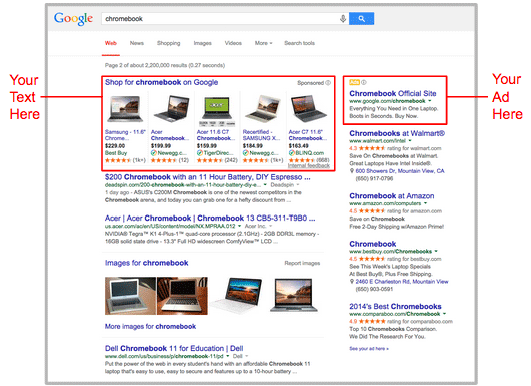 Google
chromebook
Web News Shopping Images Videos More Search tools
Page 2 of about 2,200,000 results (0.27 seconds)
Your
Text
Here
Your
Ad
Here
Shop for chromebook on Google Sponsored
Samsung - 11.6"
Chrome...
$229.00
Best Buy
(1k+)
Acer
Chromebook ...
$199.99
Newegg.c...
(12)
Acer 11.6 C7
Chromebook ...
$159.99
TigerDirec...
(242)
Recertified -
SAMSUNG X...
$184.99
Newegg.c...
(1k+)
Acer C7 11.6"
Chromebook...
$163.49
BLINQ.com
(668)
Internal feedback
$200 Chromebook with an 11 Hour Battery, DIY Espresso ...
deadspin.com/200-chromebook-with-an-11-hour-battery-diy-e... Deadspin
1 day ago - ASUS's C200 Chromebook is one of the newest competitors in the
Chromebook arena, and today you can grab one for a hefty discount from ...
Acer | Acer Chromebook | Chromebook 13 CB5-311-T9B0 ...
us.acer.com/ac/en/US/content/model/NX.MPRAA.012 Acer Inc.
NVIDIA® Tegra™ K1 4-Plus-1™ quad-core processor (2.10GHz) - 2GB DDR3L memory -
16GB solid state drive - 13.3" Full HD widescreen ComfyView™ LCD ...
Images for chromebook Report images
More images for chromebook
Dell Chromebook 11 for Education | Dell
www.dell.com/us/business/p/chromebook-11/pd Dell
Put the power of the web in every student's hand with an affordable Chromebook 11
laptop that's easy to use, easy to secure and features up to a 10-hour battery ...
Chromebook Official Site
www.google.com/chromebook
Everything You Need in One Laptop.
Boots in Seconds. Buy Now.
Chromebooks at Walmart®
www.walmart.com/intel
4.3 rating for walmart.com
Save On Chromebooks at Walmart.
Great Laptops Have Intel Inside®.
600 Showers Dr, Mountain View, CA
(650) 917-0796
Chromebook at Amazon
www.amazon.com/computers
4.6 rating for amazon.com
Save on Chromebook
Free 2-Day Shipping w/Amazon Prime!
Chromebook
www.bestbuy.com/Chromebooks
4.5 rating for bestbuy.com
See This Week's Laptop Specials
At Best Buy®, Plus Free Shipping.
2460 E Charleston Rd, Mountain View
(650) 903-0591
2014's Best Chromebooks
www.comparaboo.com/Chromebooks
4.9 rating for comparaboo.com
Top 10 Chromebooks Comparison.
We Did The Research For You.
See your ad here »